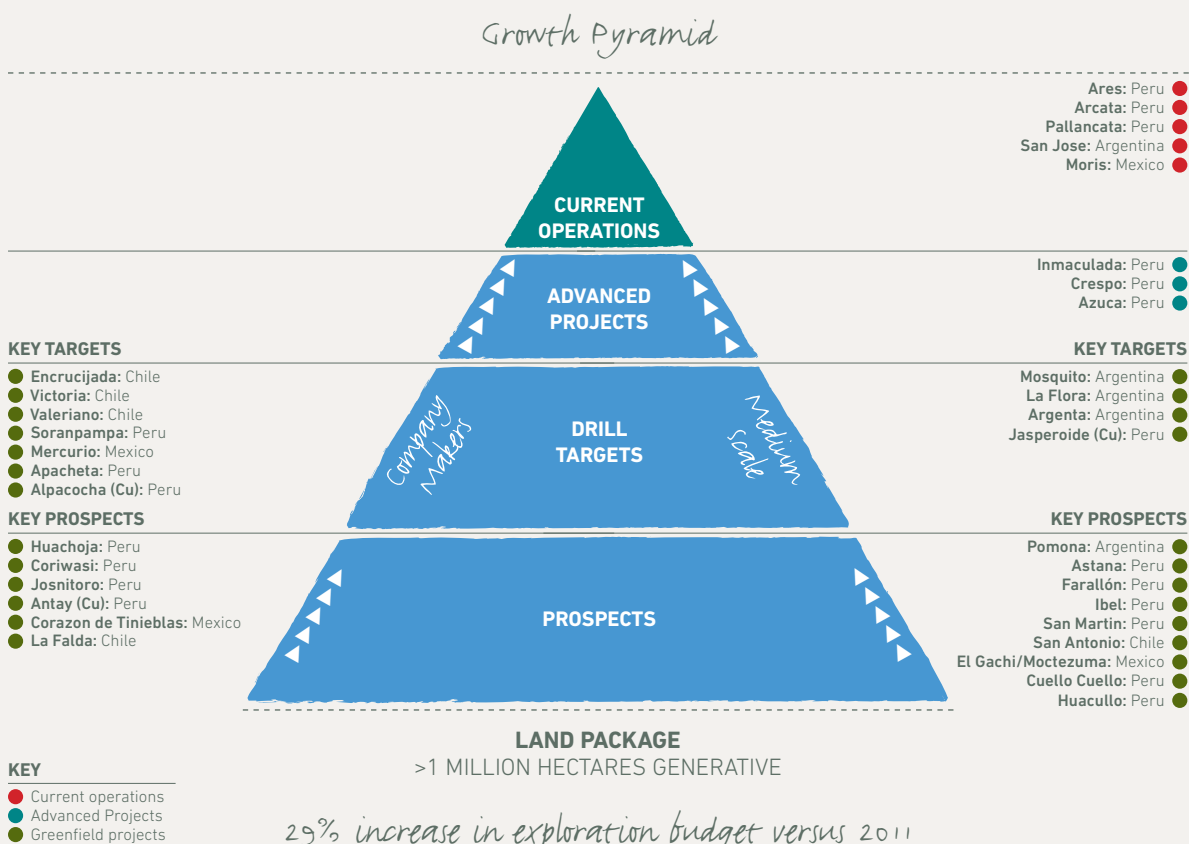 Growth Pyramid
Ares: Peru
Arcata: Peru
Pallancata: Peru
San Jose: Argentina
Moris: Mexico
CURRENT
OPERATIONS
Inmaculada: Peru
Crespo: Peru
Azuca: Peru
ADVANCED
PROJECTS
KEY TARGETS
Encrucijada: Chile
Victoria: Chile
Valeriano: Chile
Soranpampa: Peru
Mercurio: Mexico
Apacheta: Peru
Alpacocha (Cu): Peru
Company
Makers
DRILL
TARGETS
Medium
Scale
KEY TARGETS
Mosquito: Argentina
La Flora: Argentina
Argenta: Argentina
Jasperoide (Cu): Peru
KEY PROSPECTS
Huachoja: Peru
Coriwasi: Peru
Josnitoro: Peru
Antay (Cu): Peru
Corazon de Tinieblas: Mexico
La Falda: Chile
PROSPECTS
KEY PROSPECTS
Pomona: Argentina
Astana: Peru
Farallón: Peru
Ibel: Peru
San Martin: Peru
San Antonio: Chile
El Gachi/Moctezuma: Mexico
Cuello Cuello: Peru
Huacullo: Peru
LAND PACKAGE
>1 MILLION HECTARES GENERATIVE
KEY
Current operations
Advanced Projects
Greenfield projects
29% increase in exploration budget versus 2011